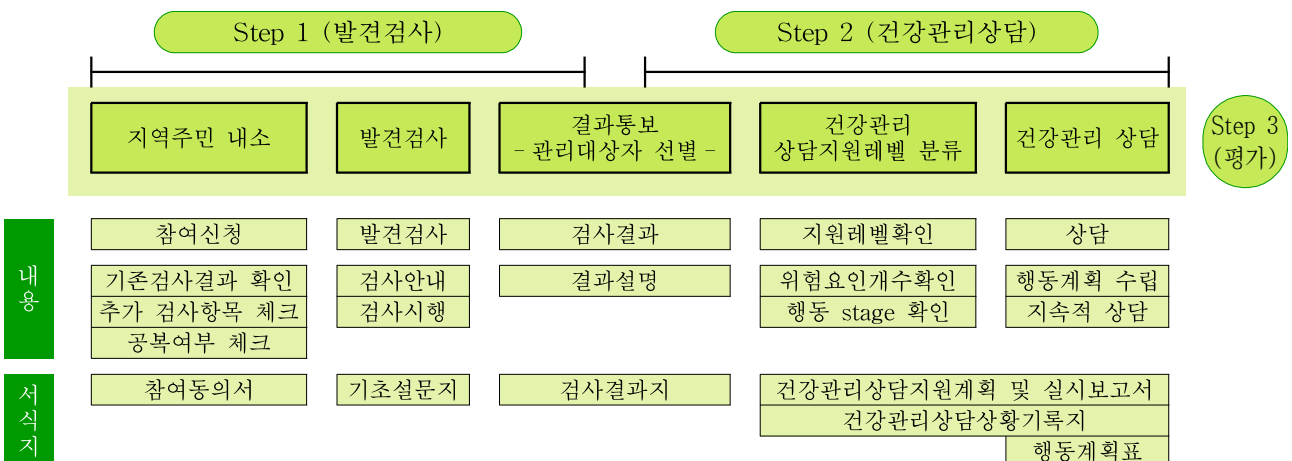 Step 1 (발견검사)
Step 2 (건강관리상담)
지역주민 내소
발견검사
결과통보
- 관리대상자 선별 -
건강관리
상담지원레벨 분류
건강관리 상담
Step 3
(평가)
내용
참여신청
발견검사
검사결과
지원레벨확인
상담
기존검사결과 확인
검사안내
결과설명
위험요인개수확인
행동계획 수립
추가 검사항목 체크
검사시행
행동 stage 확인
지속적 상담
공복여부 체크
서식지
참여동의서
기초설문지
검사결과지
건강관리상담지원계획 및 실시보고서
건강관리상담상황기록지
행동계획표